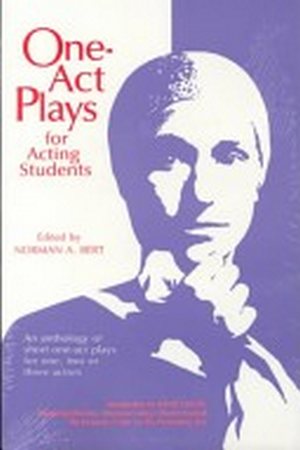 One-
Act
Plays
for
Acting
Students
Edited by
NORMAN A. BERT
An anthology of
short one-act plays
for one, two or
three actors